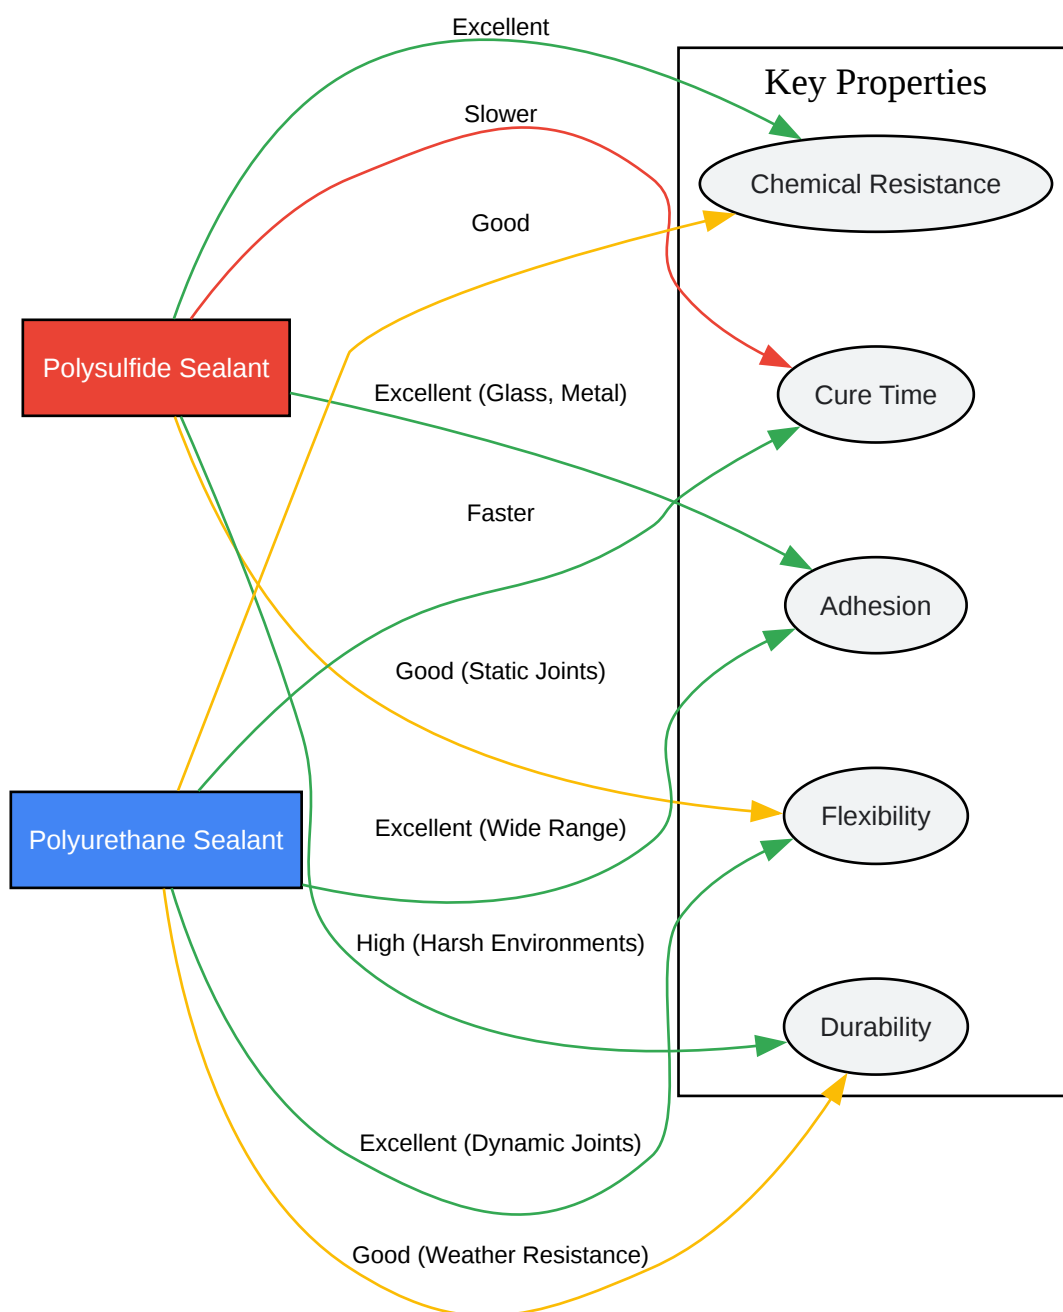 Excellent
Key Properties
Slower
Chemical Resistance
Good
Polysulfide Sealant
Excellent (Glass, Metal)
Cure Time
Faster
Adhesion
Good (Static Joints)
Flexibility
Excellent (Wide Range)
Polyurethane Sealant
High (Harsh Environments)
Durability
Excellent (Dynamic Joints)
Good (Weather Resistance)